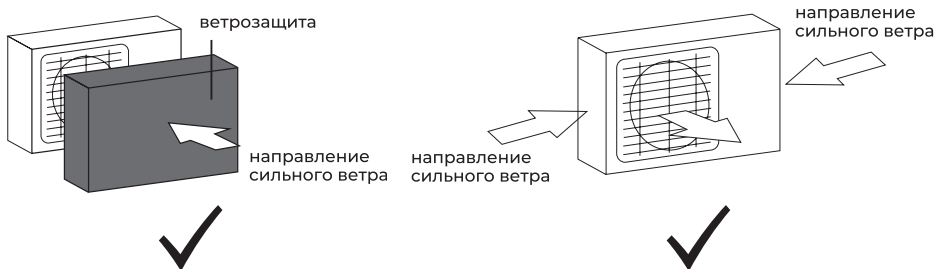 ветрозащита
направление
сильного ветра
направление
сильного ветра
направление
сильного ветра